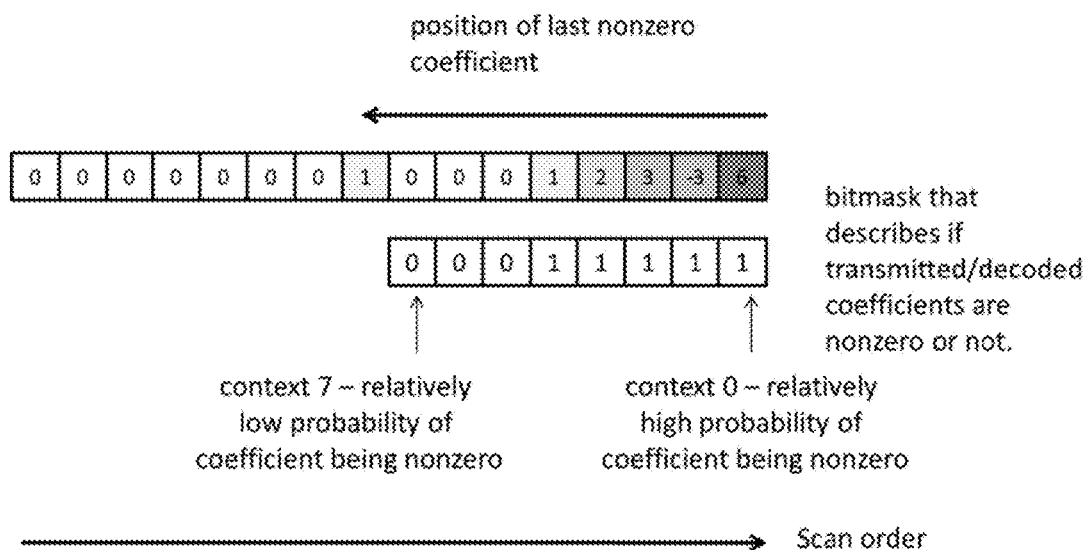 position of last nonzero
coefficient
0 0 0 0 0 0 0 1 0 0 0 1 2 3 -3
0 0 0 1 1 1 1 1
bitmask that
describes if
transmitted/decoded
coefficients are
nonzero or not.
context 7 – relatively
low probability of
coefficient being nonzero
context 0 – relatively
high probability of
coefficient being nonzero
Scan order